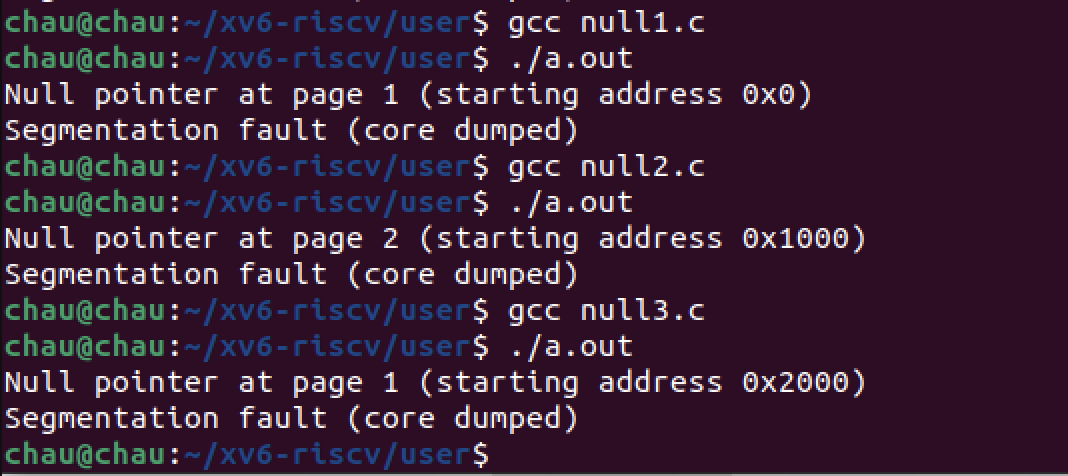 chau@chau:~/xv6-riscv/user$ gcc null1.c
chau@chau:~/xv6-riscv/user$ ./a.out
Null pointer at page 1 (starting address 0x0)
Segmentation fault (core dumped)
chau@chau:~/xv6-riscv/user$ gcc null2.c
chau@chau:~/xv6-riscv/user$ ./a.out
Null pointer at page 2 (starting address 0x1000)
Segmentation fault (core dumped)
chau@chau:~/xv6-riscv/user$ gcc null3.c
chau@chau:~/xv6-riscv/user$ ./a.out
Null pointer at page 1 (starting address 0x2000)
Segmentation fault (core dumped)
chau@chau:~/xv6-riscv/user$